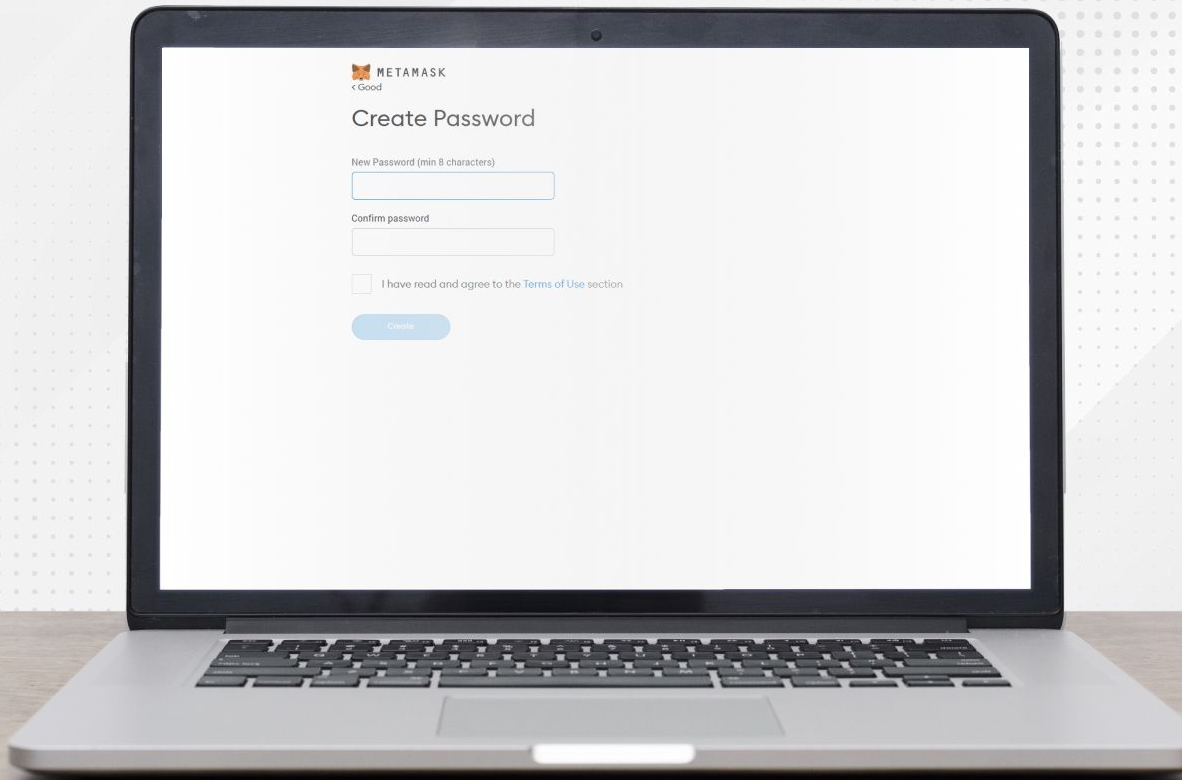 METAMASK
< Good
Create Password
New Password (min 8 characters)
Confirm password
I have read and agree to the Terms of Use section
Create